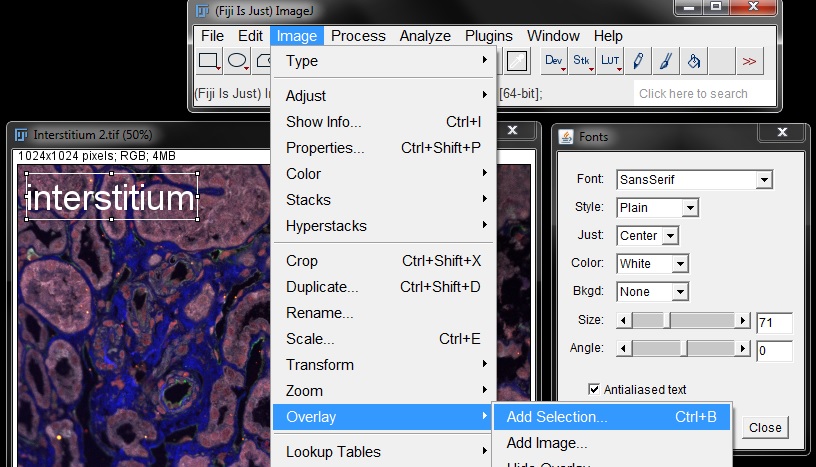 (Fiji Is Just) ImageJ
File Edit Image Process Analyze Plugins Window Help
Dev Stk LUT >>
(Fiji Is Just) I
[64-bit];
Click here to search
Type
Adjust
Show Info... Ctrl+I
Properties... Ctrl+Shift+P
Color
Stacks
Hyperstacks
Crop Ctrl+Shift+X
Duplicate... Ctrl+Shift+D
Rename...
Scale... Ctrl+E
Transform
Zoom
Overlay
Lookup Tables
Add Selection... Ctrl+B
Add Image...
Hide Overlay
Interstitium 2.tif (50%)
1024x1024 pixels; RGB; 4MB
interstitium
Fonts
Font: SansSerif
Style: Plain
Just: Center
Color: White
Bkgd: None
Size: 71
Angle: 0
Antialiased text
Close